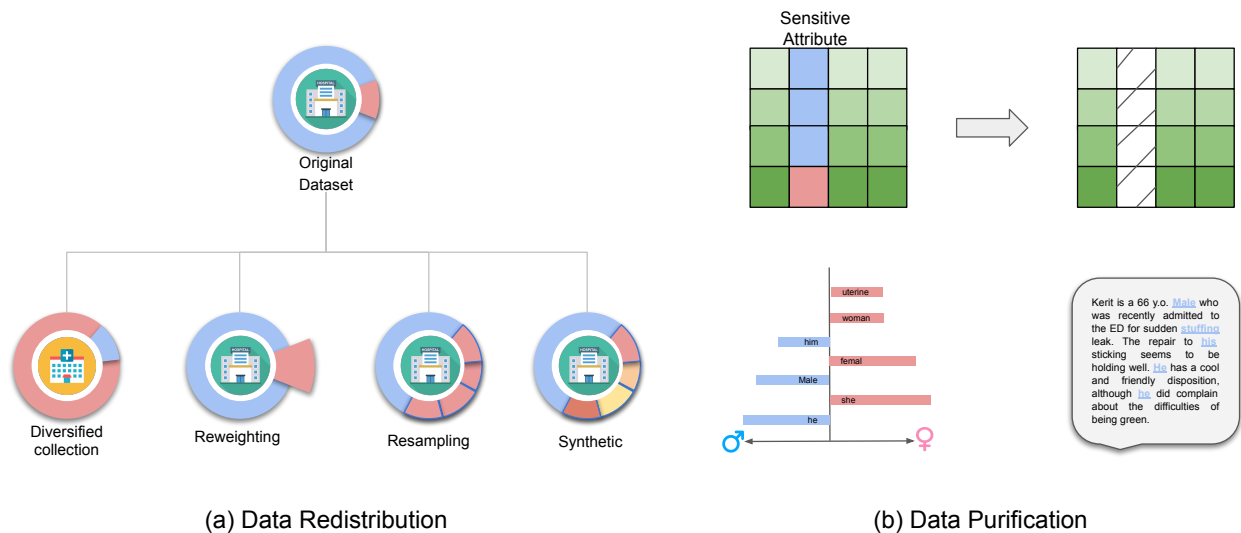 Original
Dataset
Diversified
collection
Reweighting
Resampling
Synthetic
(a) Data Redistribution
Sensitive
Attribute
uterine
woman
him
femal
Male
she
he
Kerit is a 66 y.o. Male who
was recently admitted to
the ED for sudden stuffing
leak. The repair to his
sticking seems to be
holding well. He has a cool
and friendly disposition,
although he did complain
about the difficulties of
being green.
(b) Data Purification